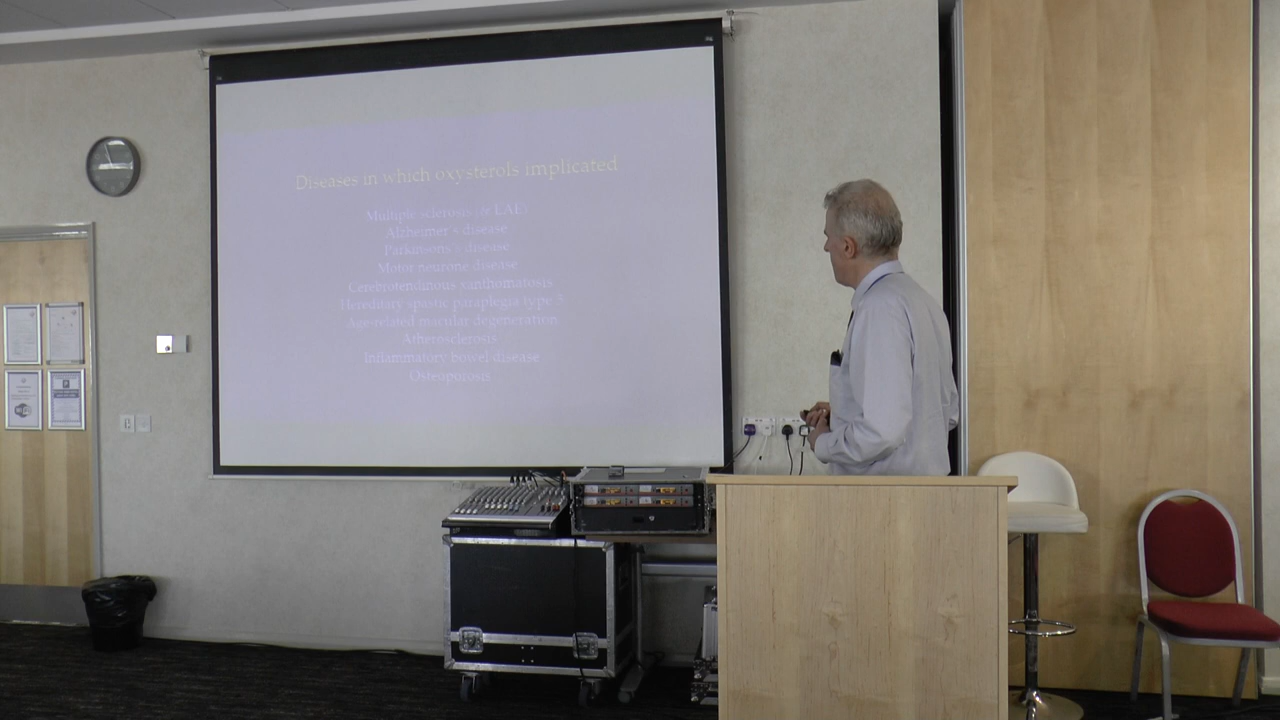 Diseases in which oxysterols implicated
Multiple sclerosis
Alzheimer's disease
Parkinson's disease
Motor neurone disease
Cerebrotendinous xanthomatosis
Hereditary spastic paraplegia type 5
Age-related macular degeneration
Atherosclerosis
Inflammatory bowel disease
Osteoporosis